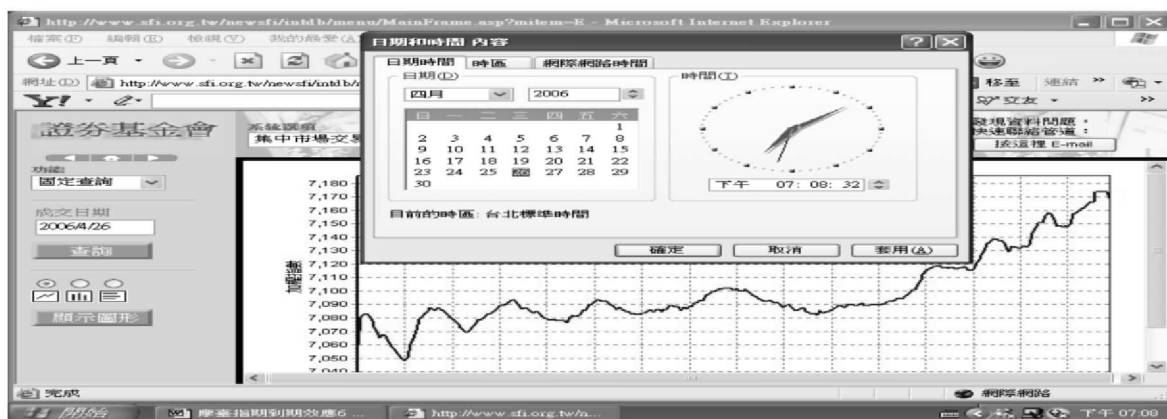 http://www.sfi.org.tw/newsfi/intdb/menu/MainFrame.asp?mitem=E - Microsoft Internet Explorer
檔案(F) 編輯(E) 檢視(V) 我的最愛(A)
上一頁
網址(D) http://www.sfi.org.tw/newsfi/intdb/
移至 連結 >>
Y!
交友 >>
日期和時間 內容
日期時間 時區 網際網路時間
日期(D)
四月 2006
日 一 二 三 四 五 六
1
2 3 4 5 6 7 8
9 10 11 12 13 14 15
16 17 18 19 20 21 22
23 24 25 26 27 28 29
30
時間(T)
下午 07:08:32
目前的時區: 台北標準時間
確定 取消 套用(A)
證券基金會
系統選項
集中市場交易
發現資料問題，
快速聯絡管道：
按這裡 E-mail
功能
固定查詢
成交日期
2006/4/26
查詢
顯示圖形
加權指數
7,180
7,170
7,160
7,150
7,140
7,130
7,120
7,110
7,100
7,090
7,080
7,070
7,060
7,050
7,040
完成
網際網路
開始
摩臺指期到期效應6 ...
http://www.sfi.org.tw/n...
下午 07:08